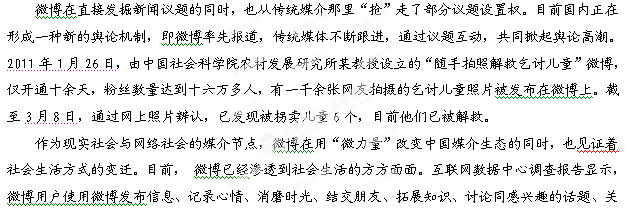 微博在直接发掘新闻议题的同时，也从传统媒介那里“抢”走了部分议题设置权。目前国内正在
形成一种新的舆论机制，即微博率先报道，传统媒体不断跟进，通过议题互动，共同掀起舆论高潮。
2011年1月26日，由中国社会科学院农村发展研究所某教授设立的“随手拍照解救乞讨儿童”微博，
仅开通十余天，粉丝数量达到十六万多人，有一千余张网友拍摄的乞讨儿童照片被发布在微博上。截
至3月8日，通过网上照片辨认，已发现被拐卖儿童6个，目前他们已被解救。
作为现实社会与网络社会的媒介节点，微博在用“微力量”改变中国媒介生态的同时，也见证着
社会生活方式的变迁。目前， 微博已经渗透到社会生活的方方面面。互联网数据中心调查报告显示，
微博用户使用微博发布信息、记录心情、消磨时光、结交朋友、拓展知识、讨论同感兴趣的话题、关